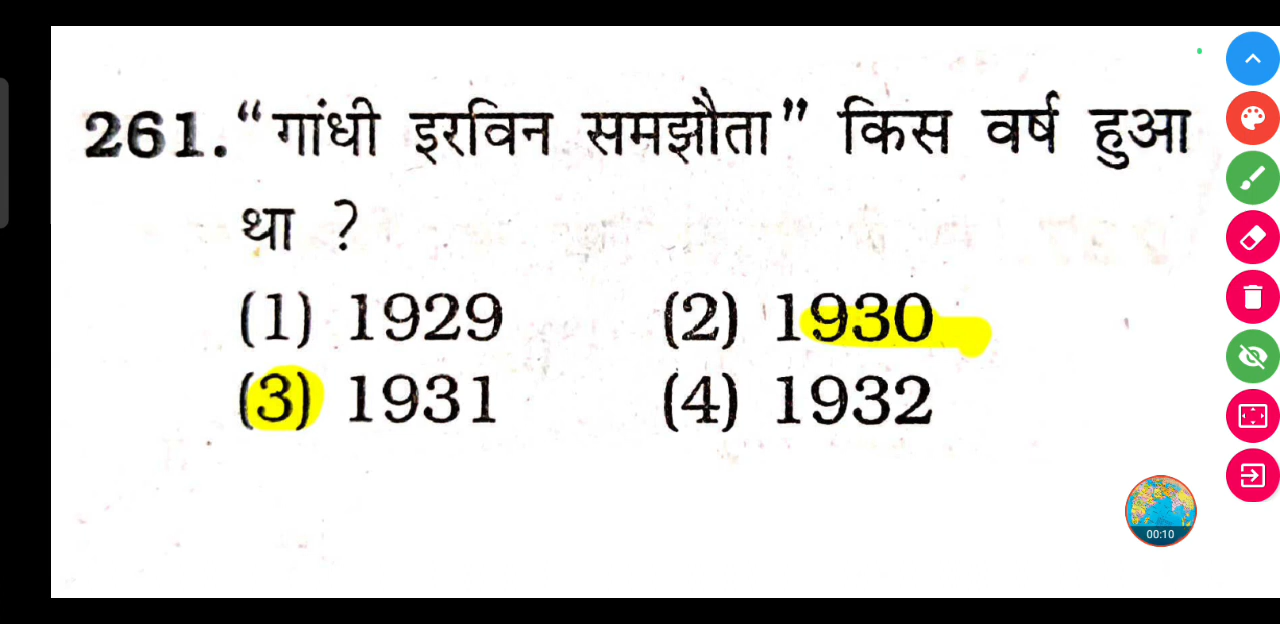 261. “गांधी इरविन समझौता” किस वर्ष हुआ
था ?
(1) 1929 (2) 1930
(3) 1931 (4) 1932
00:10